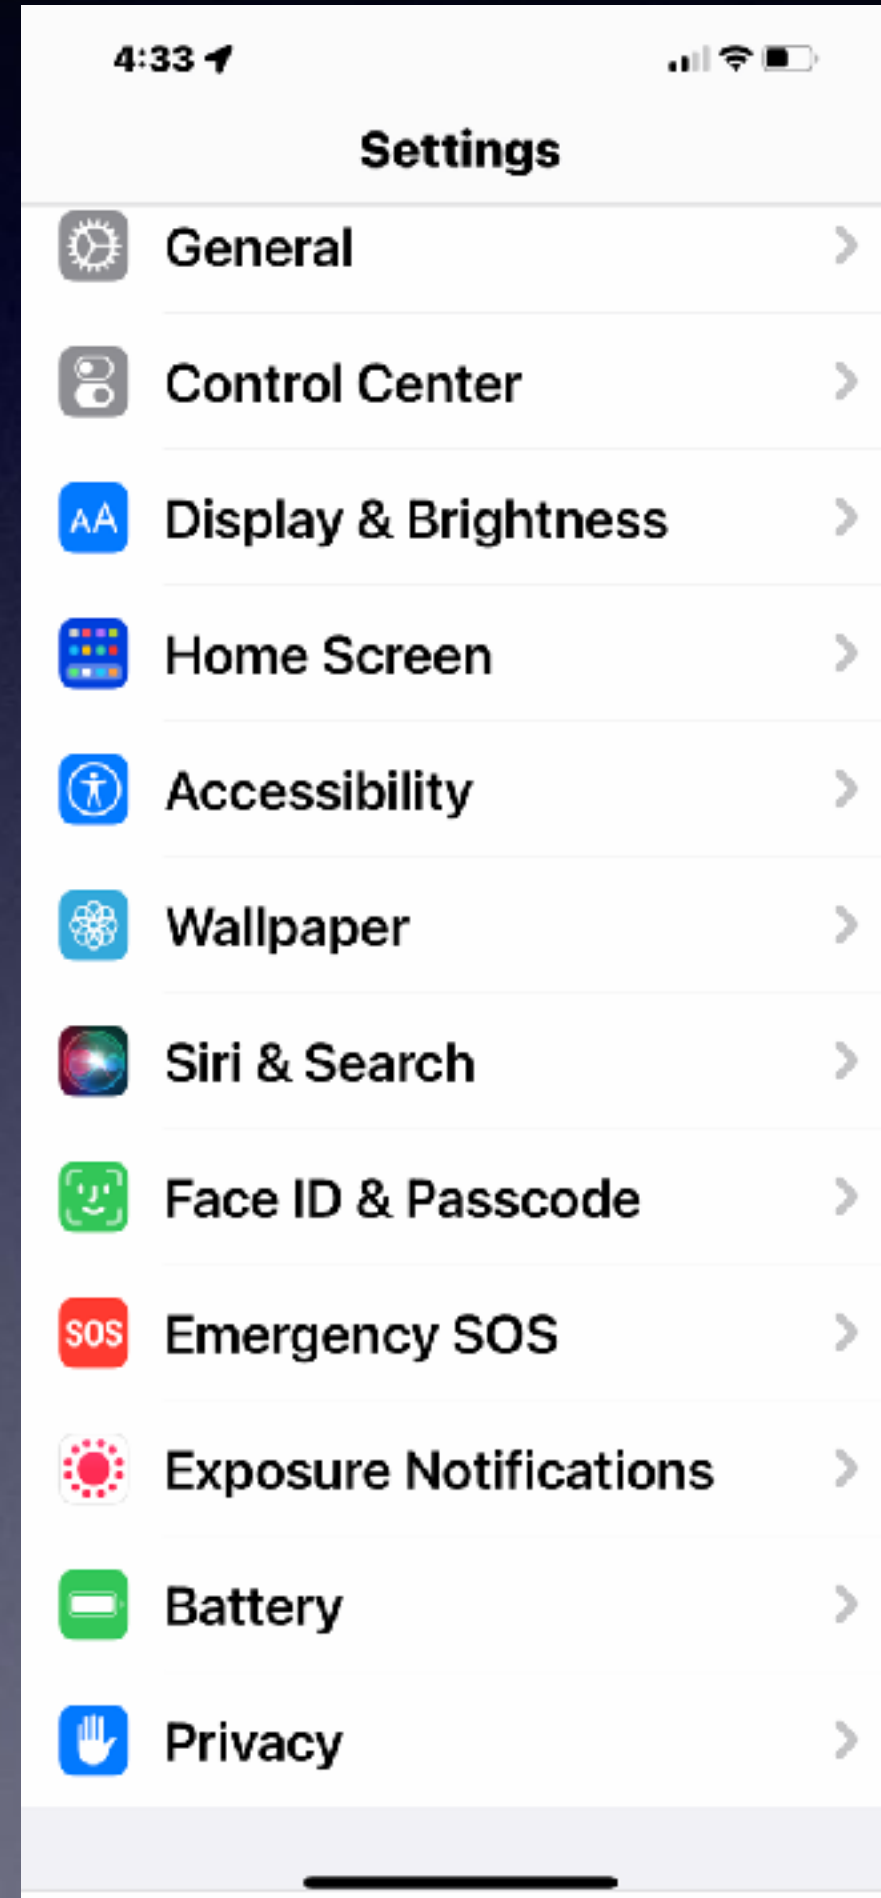 4:33
Settings
General
Control Center
AA Display & Brightness
Home Screen
Accessibility
Wallpaper
Siri & Search
Face ID & Passcode
SOS Emergency SOS
Exposure Notifications
Battery
Privacy